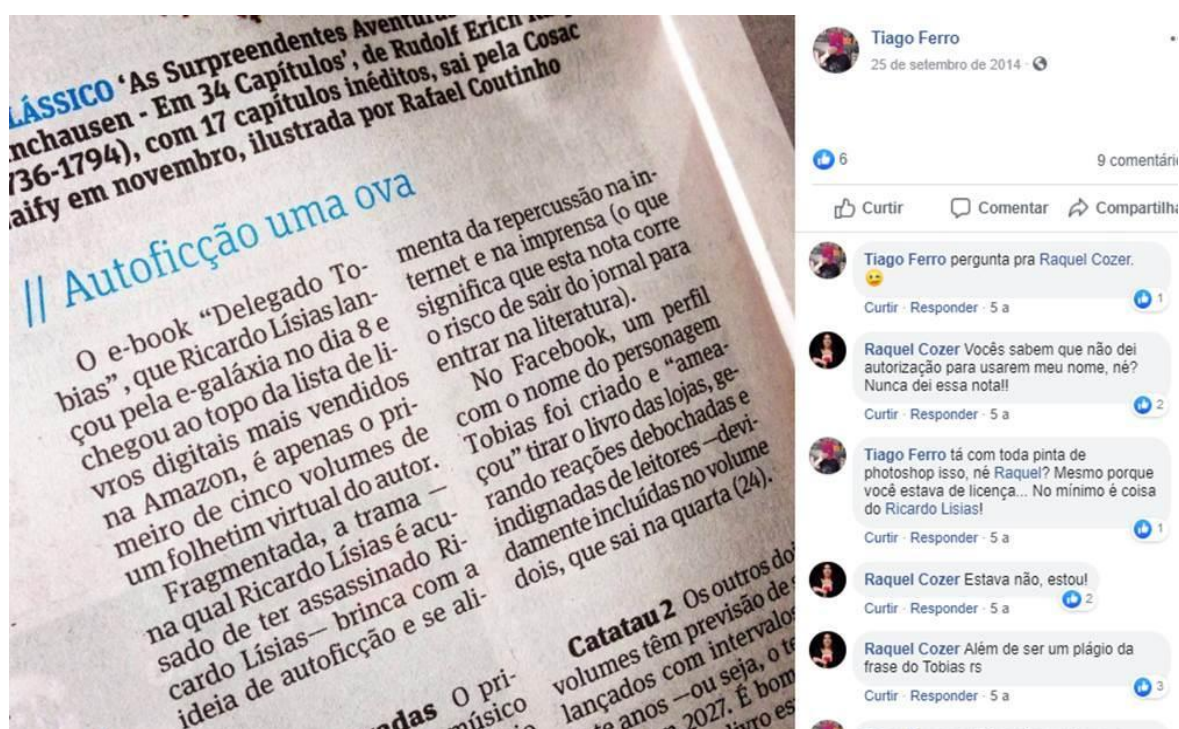 LÁSSICO 'As Surpreendentes Aventuras
nchausen - Em 34 Capítulos', de Rudolf Erich
736-1794), com 17 capítulos inéditos, sai pela Cosac
aify em novembro, ilustrada por Rafael Coutinho
// Autoficção uma ova
O e-book “Delegado To-
bias”, que Ricardo Lísias lan-
çou pela e-galáxia no dia 8 e
chegou ao topo da lista de li-
vros digitais mais vendidos
na Amazon, é apenas o pri-
meiro de cinco volumes de
um folhetim virtual do autor.
Fragmentada, a trama —
na qual Ricardo Lísias é acu-
sado de ter assassinado Ri-
cardo Lísias— brinca com a
ideia de autoficção e se ali-
menta da repercussão na in-
ternet e na imprensa (o que
significa que esta nota corre
o risco de sair do jornal para
entrar na literatura).
No Facebook, um perfil
com o nome do personagem
Tobias foi criado e “amea-
çou” tirar o livro das lojas, ge-
rando reações debochadas e
indignadas de leitores —devi-
damente incluídas no volume
dois, que sai na quarta (24).
adas O pri-
músico
Catatau 2 Os outros doi
volumes têm previsão de
lançados com intervalos
te anos —ou seja, o te
2027. É bom
livro es
Tiago Ferro
25 de setembro de 2014
6
9 comentário
Curtir Comentar Compartilha
Tiago Ferro pergunta pra Raquel Cozer.
Curtir · Responder · 5 a
1
Raquel Cozer Vocês sabem que não dei
autorização para usarem meu nome, né?
Nunca dei essa nota!!
Curtir · Responder · 5 a
2
Tiago Ferro tá com toda pinta de
photoshop isso, né Raquel? Mesmo porque
você estava de licença... No mínimo é coisa
do Ricardo Lisias!
Curtir · Responder · 5 a
1
Raquel Cozer Estava não, estou!
Curtir · Responder · 5 a
2
Raquel Cozer Além de ser um plágio da
frase do Tobias rs
Curtir · Responder · 5 a
3